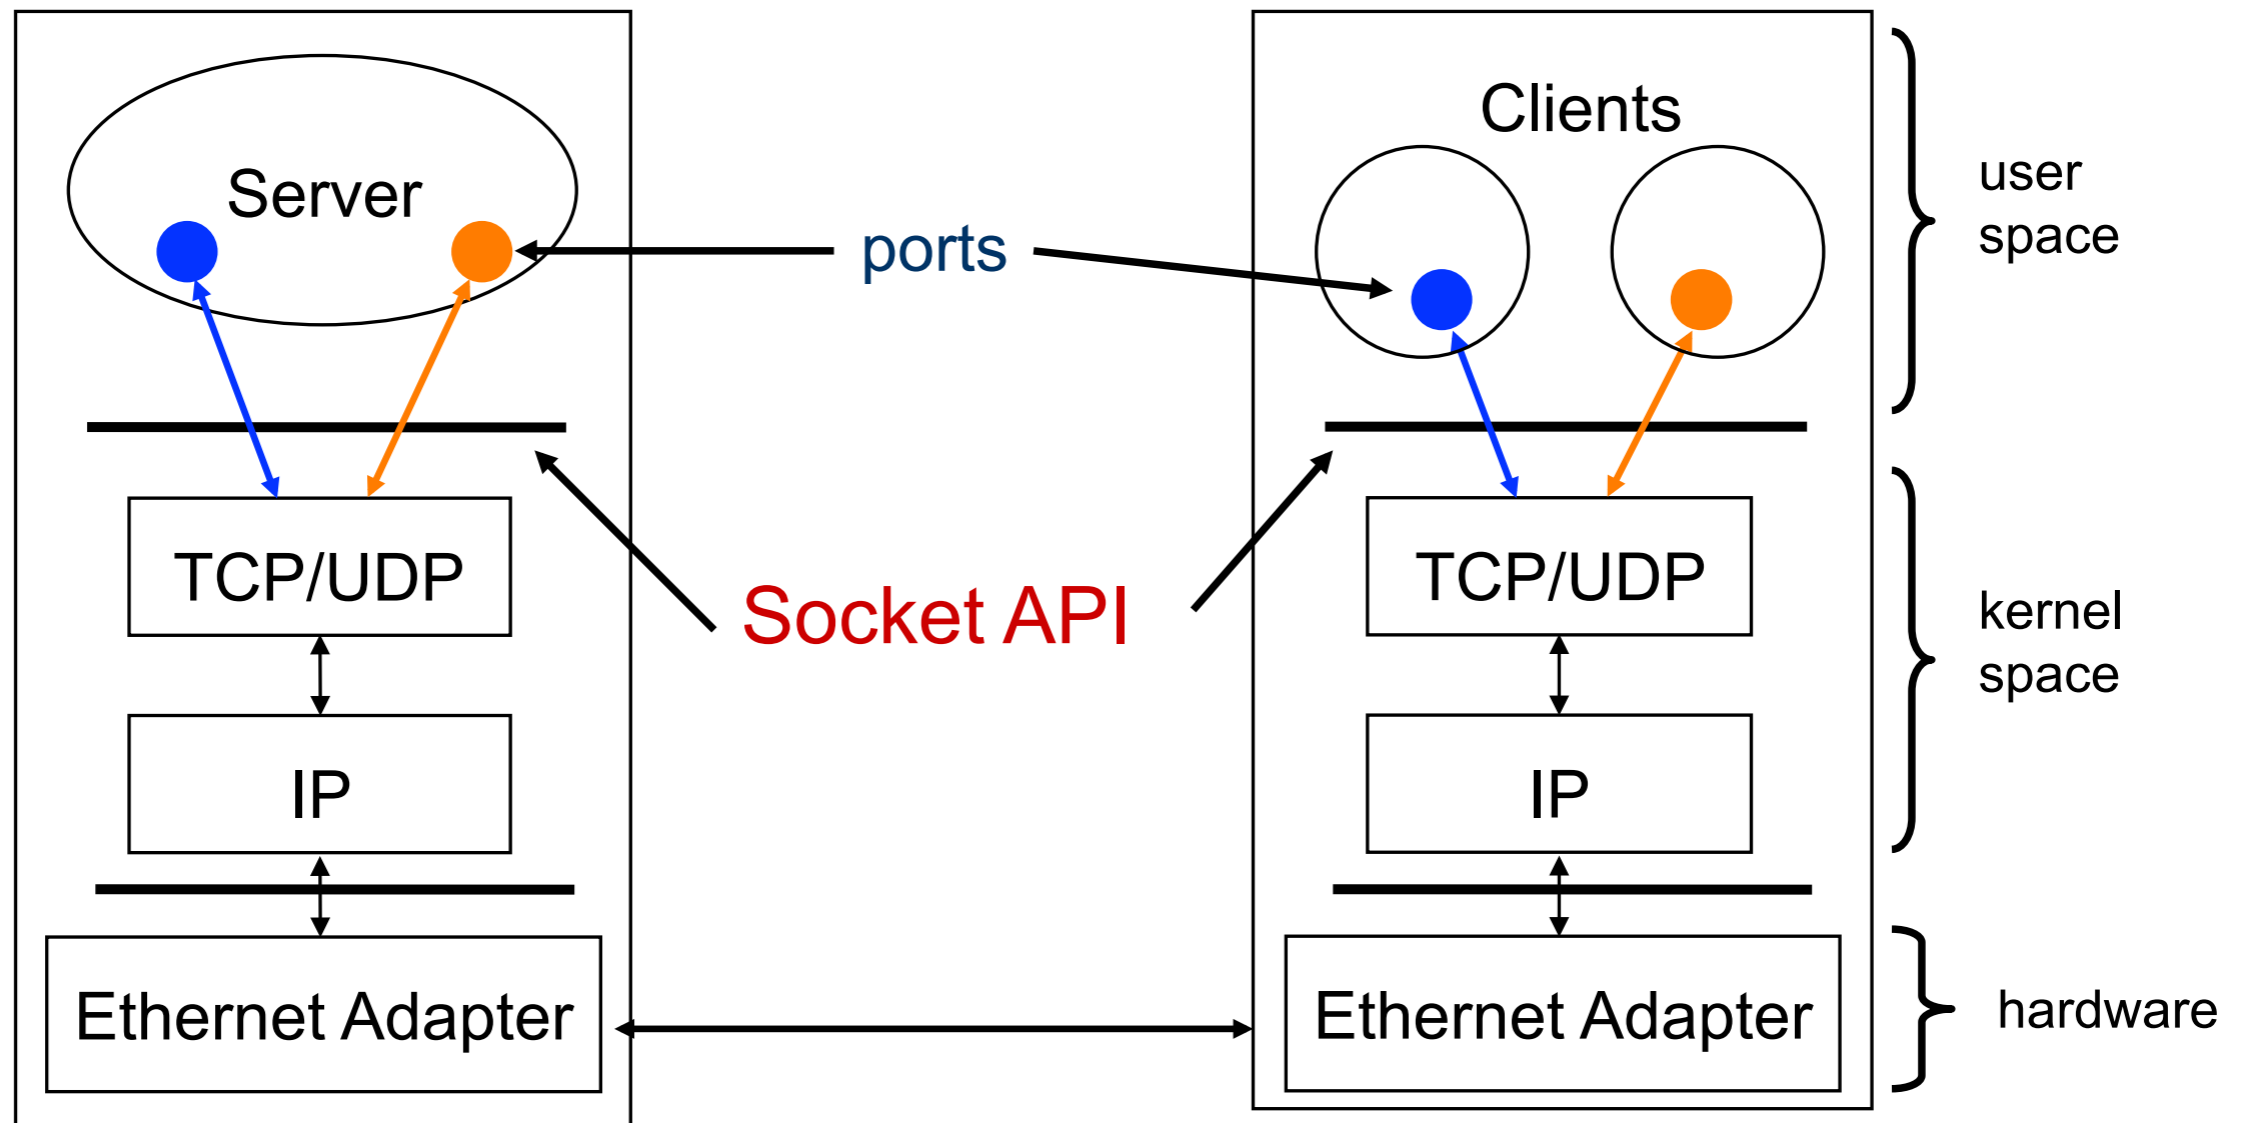 Server
ports
Clients
user
space
TCP/UDP
Socket API
TCP/UDP
kernel
space
IP
IP
Ethernet Adapter
Ethernet Adapter
hardware